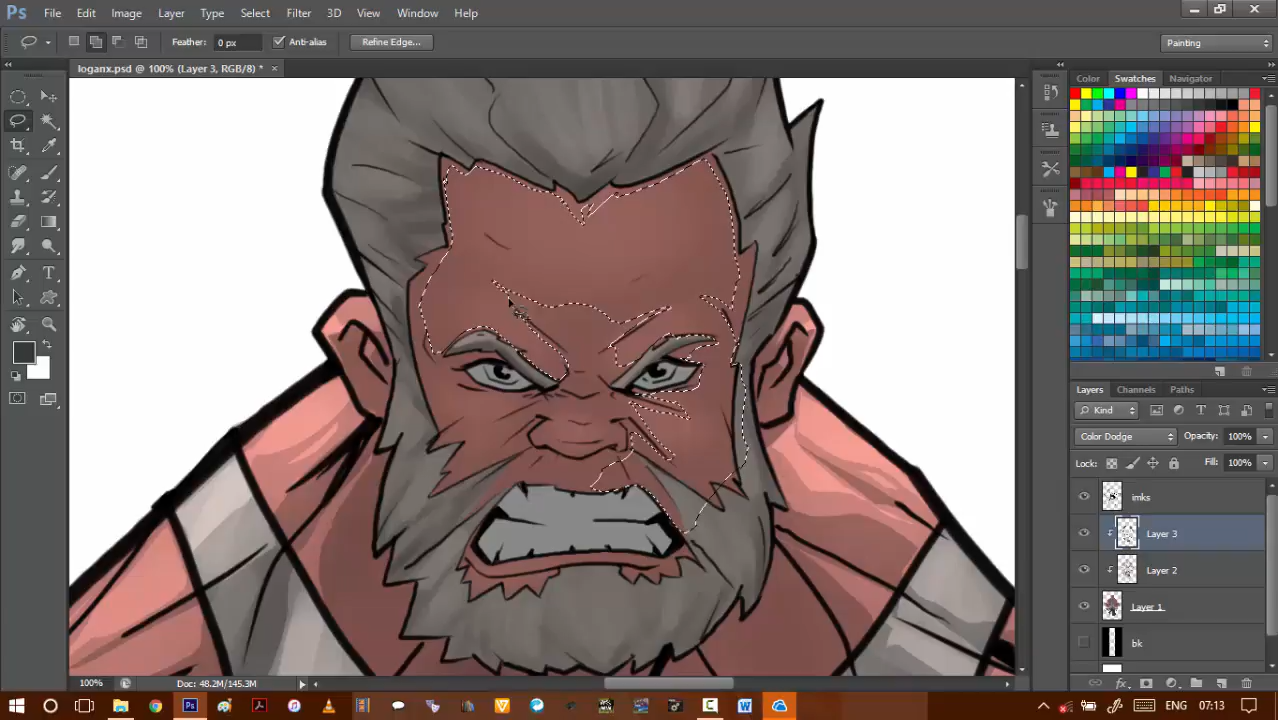 Ps File Edit Image Layer Type Select Filter 3D View Window Help
Feather: 0 px Anti-alias Refine Edge... Painting
loganx.psd @ 100% (Layer 3, RGB/8) *
Color Swatches Navigator
Layers Channels Paths
Kind
Color Dodge Opacity: 100%
Lock: Fill: 100%
imks
Layer 3
Layer 2
Layer 1
bk
100% Doc: 48.2M/145.3M
fx
Ps W ENG 07:13